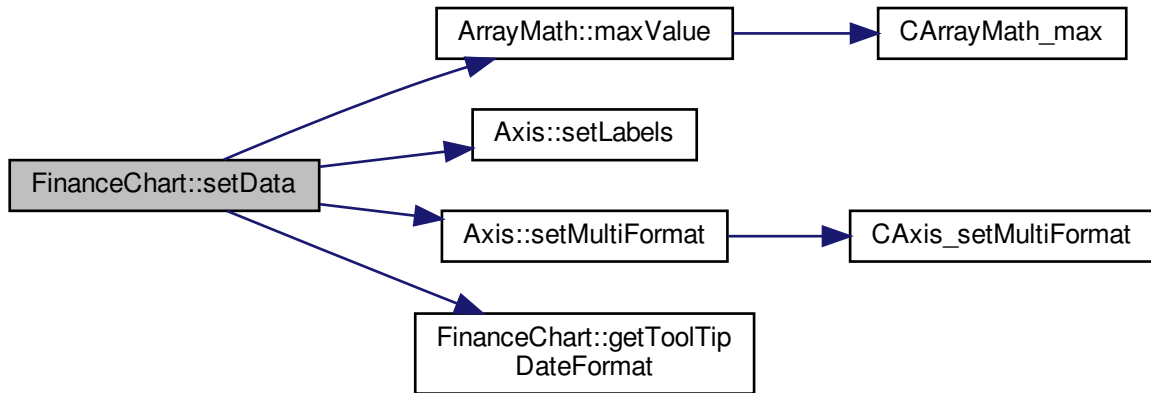 ArrayMath::maxValue
CArrayMath_max
Axis::setLabels
FinanceChart::setData
Axis::setMultiFormat
CAxis_setMultiFormat
FinanceChart::getToolTip
DateFormat